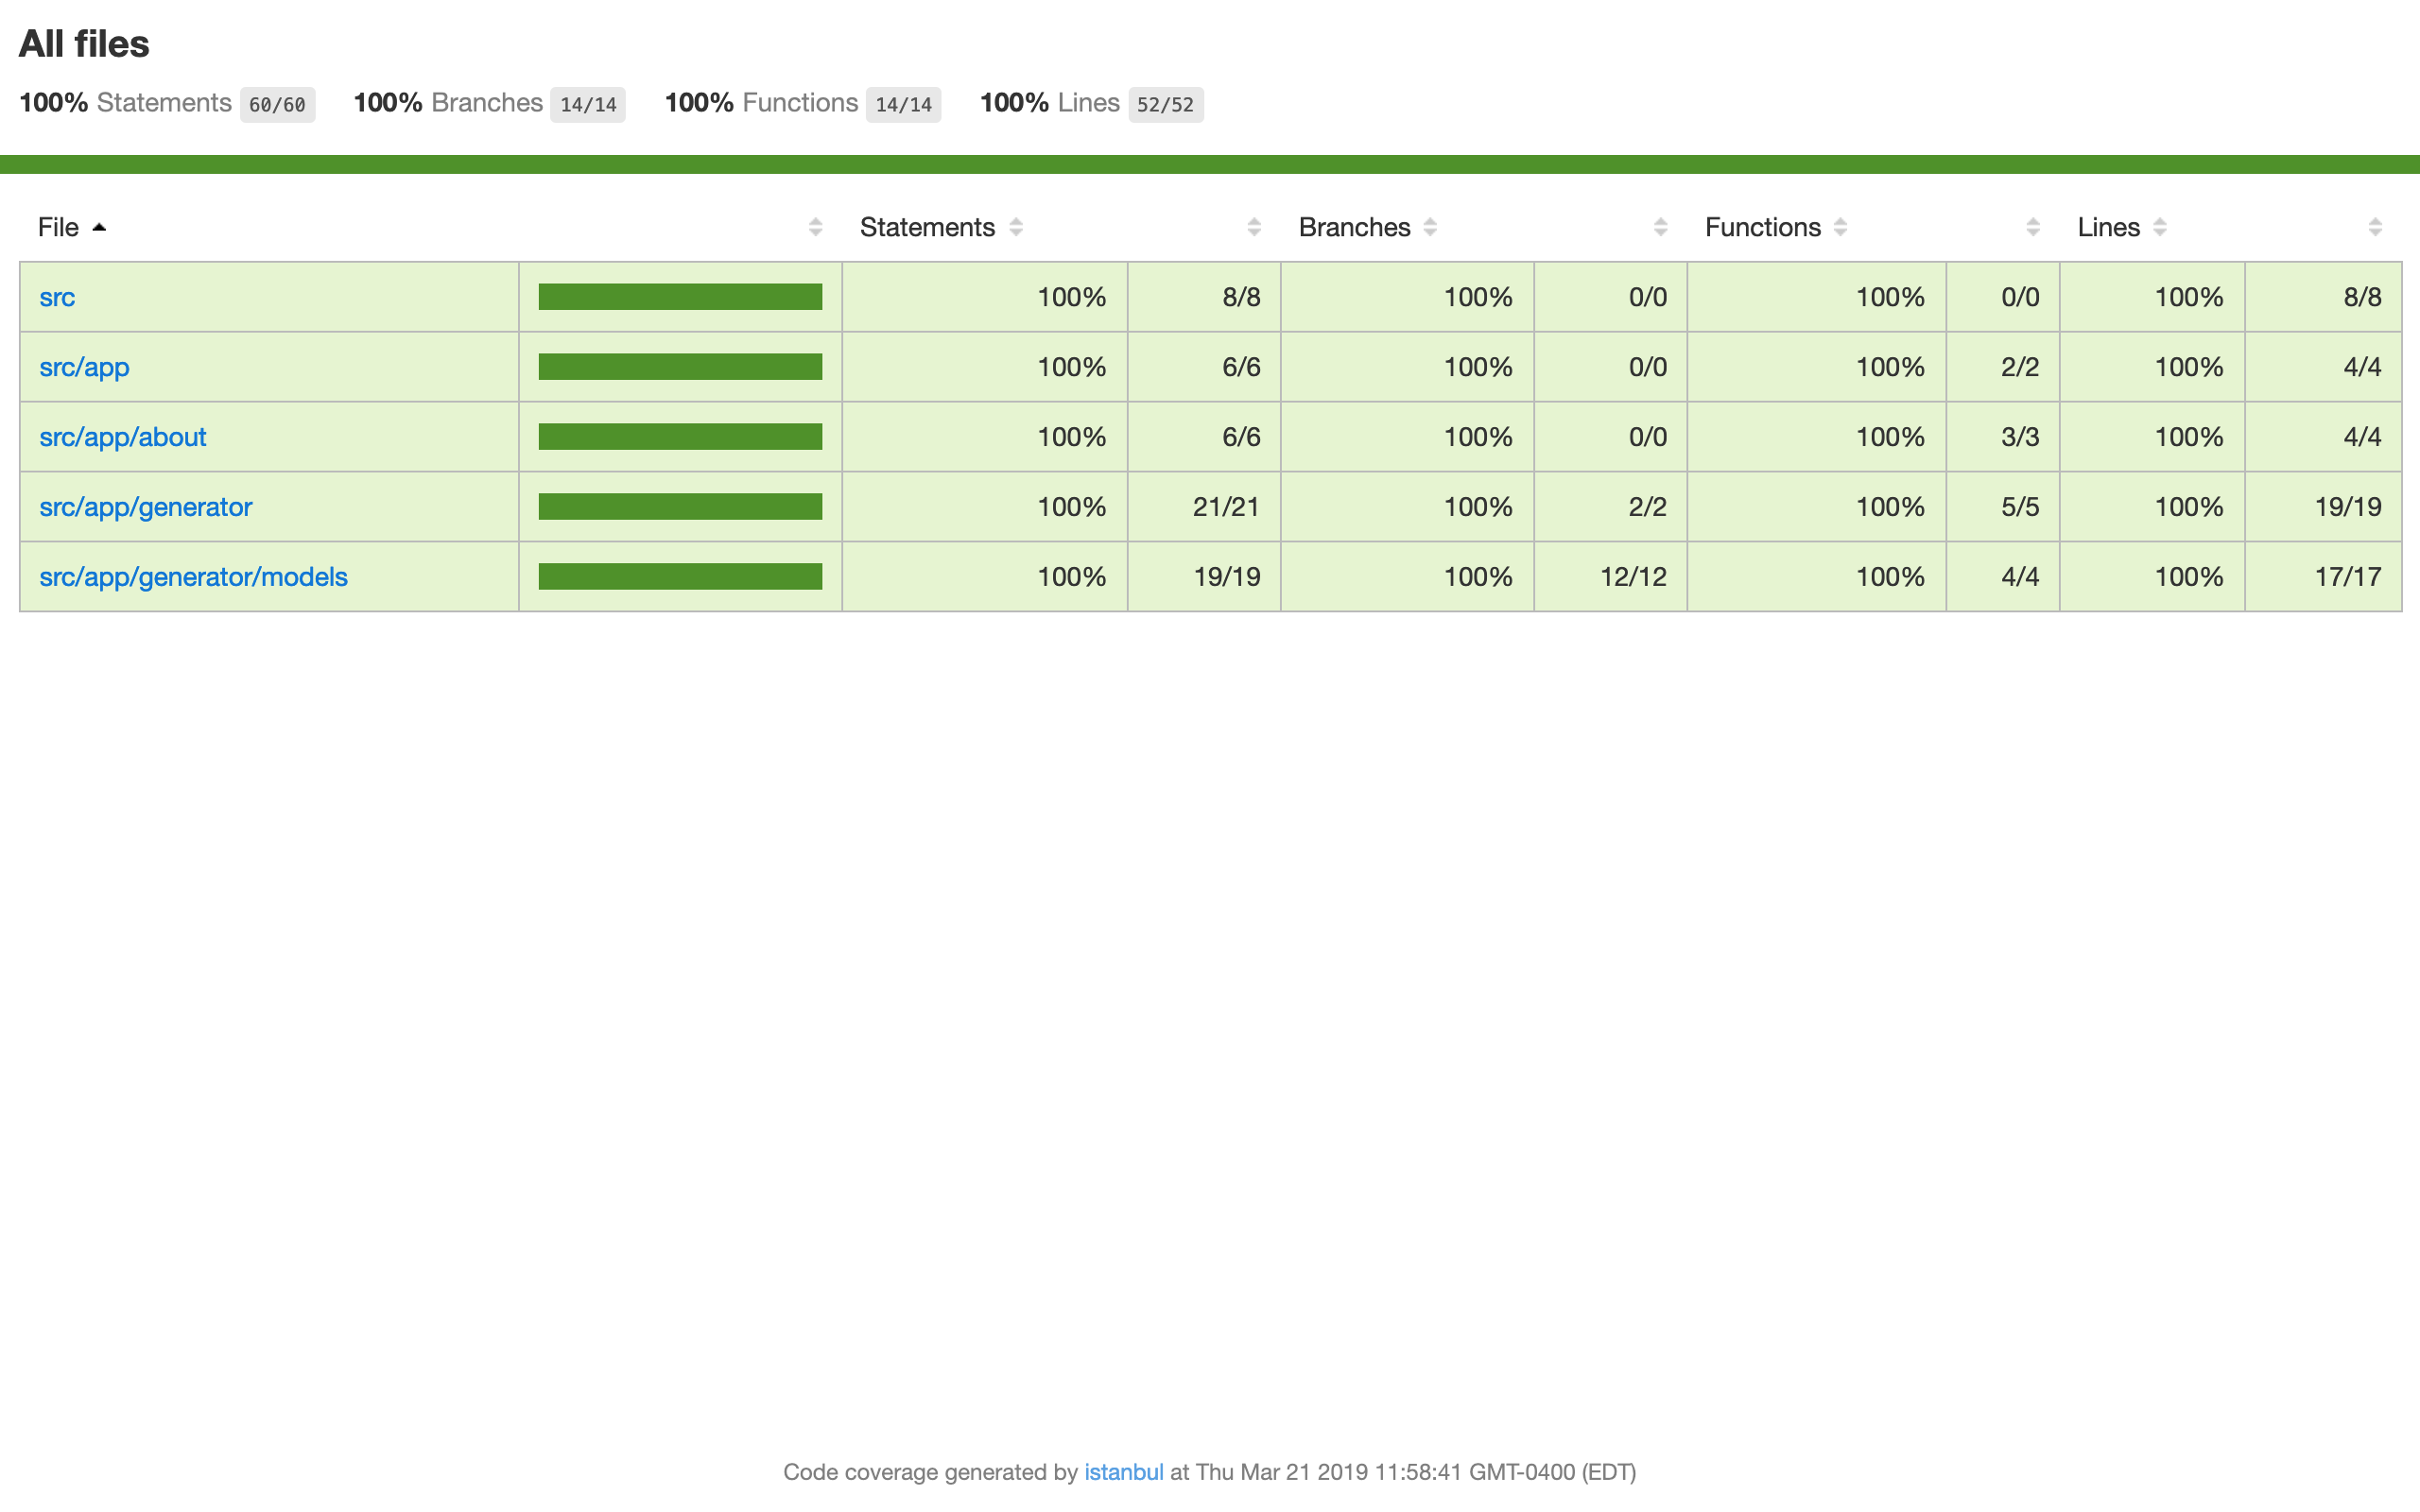 All files
100% Statements 60/60 100% Branches 14/14 100% Functions 14/14 100% Lines 52/52
File Statements Branches Functions Lines
src 100% 8/8 100% 0/0 100% 0/0 100% 8/8
src/app 100% 6/6 100% 0/0 100% 2/2 100% 4/4
src/app/about 100% 6/6 100% 0/0 100% 3/3 100% 4/4
src/app/generator 100% 21/21 100% 2/2 100% 5/5 100% 19/19
src/app/generator/models 100% 19/19 100% 12/12 100% 4/4 100% 17/17
Code coverage generated by istanbul at Thu Mar 21 2019 11:58:41 GMT-0400 (EDT)